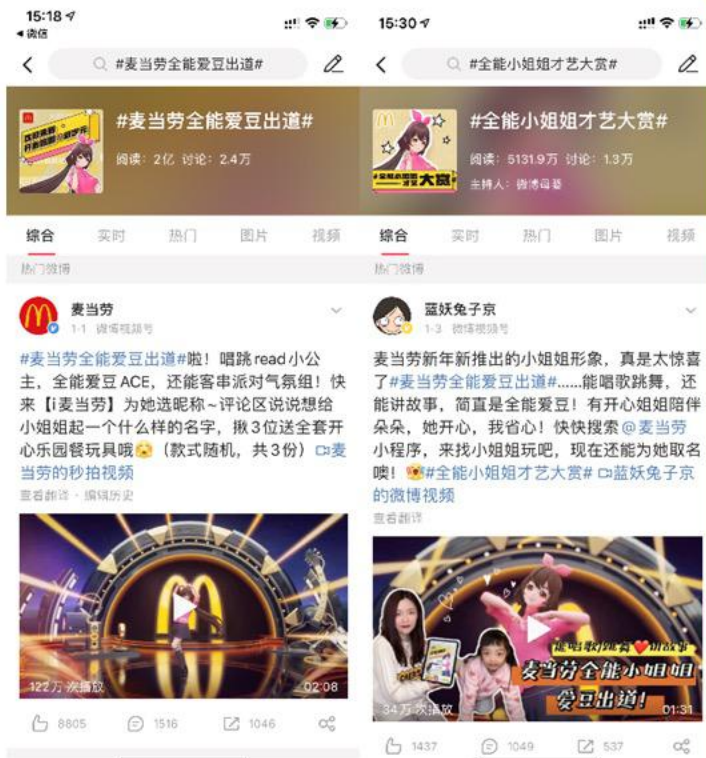 15:18
微信
#麦当劳全能爱豆出道#
#麦当劳全能爱豆出道#
阅读：2亿 讨论：2.4万
综合 实时 热门 图片 视频
热门微博
麦当劳
1-1 微博视频号
#麦当劳全能爱豆出道#啦！唱跳 read 小公
主，全能爱豆 ACE，还能客串派对气氛组！快
来【i麦当劳】为她选昵称~评论区说说想给
小姐姐起一个什么样的名字，揪3位送全套开
心乐园餐玩具哦（款式随机，共3份）麦
当劳的秒拍视频
查看翻译 · 编辑历史
122万 次播放
02:08
8805 1516 1046
15:30
#全能小姐姐才艺大赏#
#全能小姐姐才艺大赏#
阅读：5131.9万 讨论：1.3万
主持人：微博母婴
全能小姐姐
才艺大赏
综合 实时 热门 图片 视频
热门微博
蓝妖兔子京
1-3 微博视频号
麦当劳新年新推出的小姐姐形象，真是太惊喜
了#麦当劳全能爱豆出道#......能唱歌跳舞，还
能讲故事，简直是全能爱豆！有开心姐姐陪伴
朵朵，她开心，我省心！快快搜索@麦当劳
小程序，来找小姐姐玩吧，现在还能为她取名
噢！#全能小姐姐才艺大赏# 蓝妖兔子京
的微博视频
查看翻译
能唱歌/跳舞❤讲故事
麦当劳全能小姐姐
爱豆出道！
34万 次播放
01:31
1437 1049 537